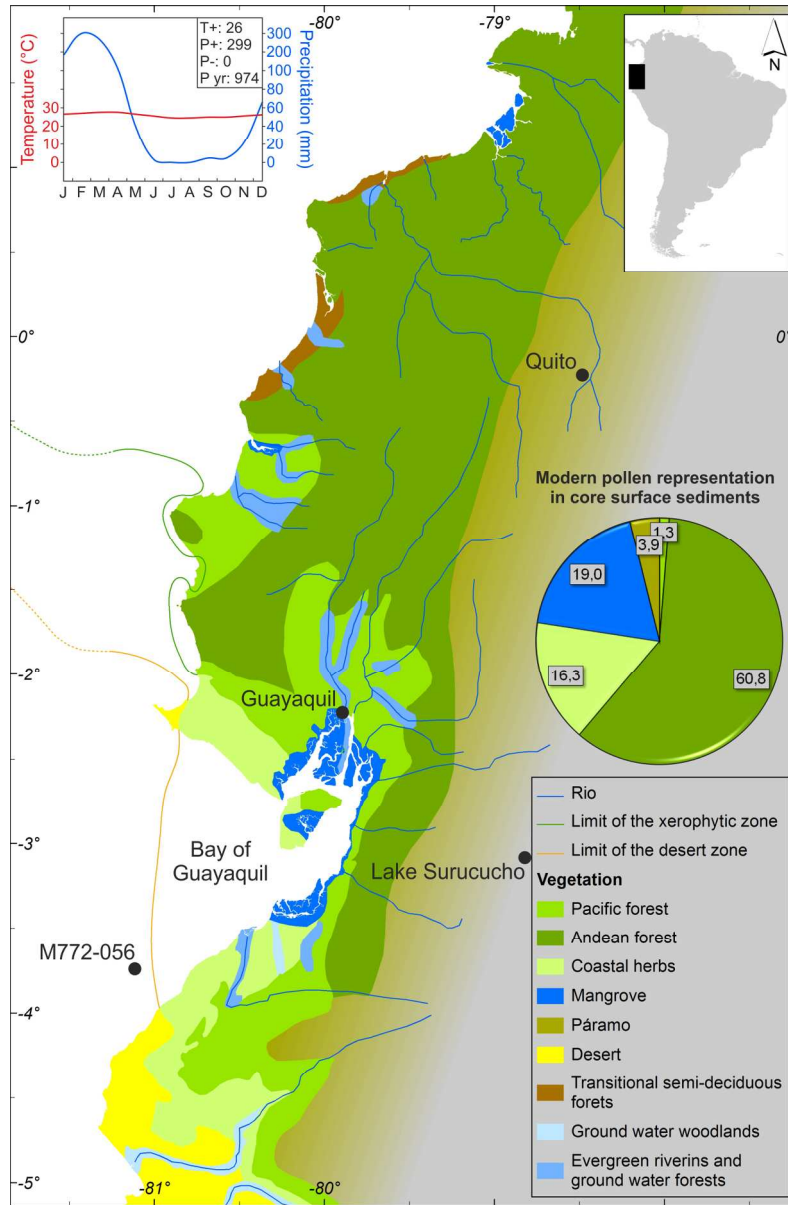 -80°
-79°
T+: 26
P+: 299
P-: 0
P yr: 974
Temperature (°C)
30
20
10
0
300
200
100
80
60
40
20
0
Precipitation (mm)
J F M A M J J A S O N D
N
0°
0°
Quito
Modern pollen representation
in core surface sediments
1,3
3,9
19,0
16,3
60,8
-1°
-2°
Guayaquil
-3°
Bay of
Guayaquil
Lake Surucucho
M772-056
-4°
-5°
-81°
-80°
Rio
Limit of the xerophytic zone
Limit of the desert zone
Vegetation
Pacific forest
Andean forest
Coastal herbs
Mangrove
Páramo
Desert
Transitional semi-deciduous
forets
Ground water woodlands
Evergreen riverins and
ground water forests